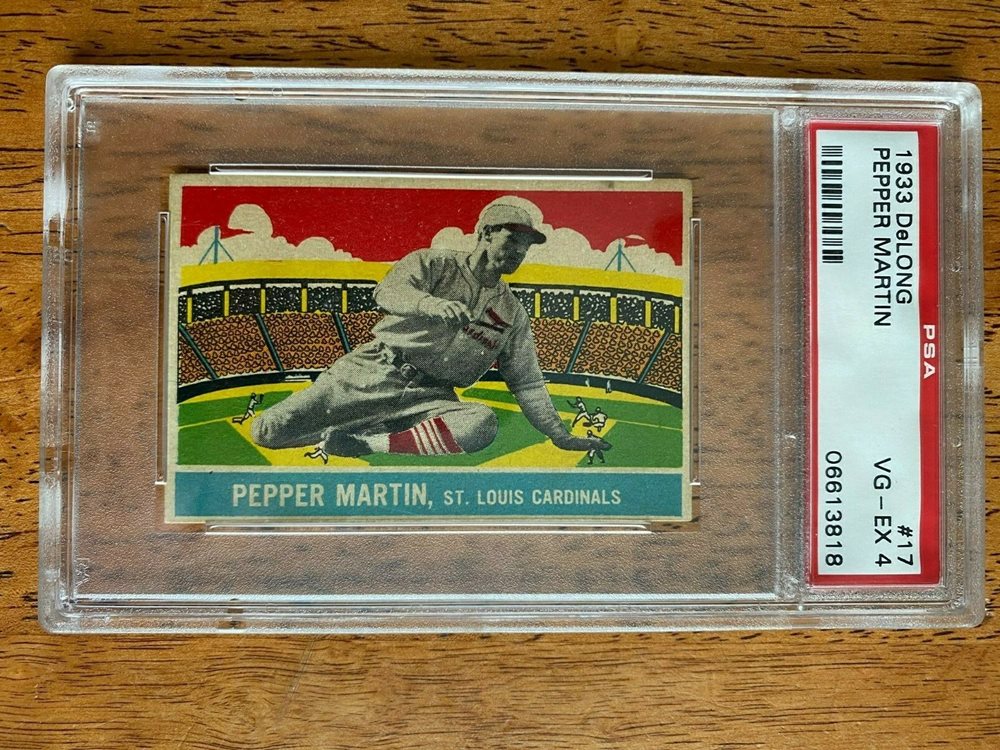 1933 DeLONG #17
PEPPER MARTIN VG-EX 4
06613818
PSA
Cardinals
PEPPER MARTIN, ST. LOUIS CARDINALS